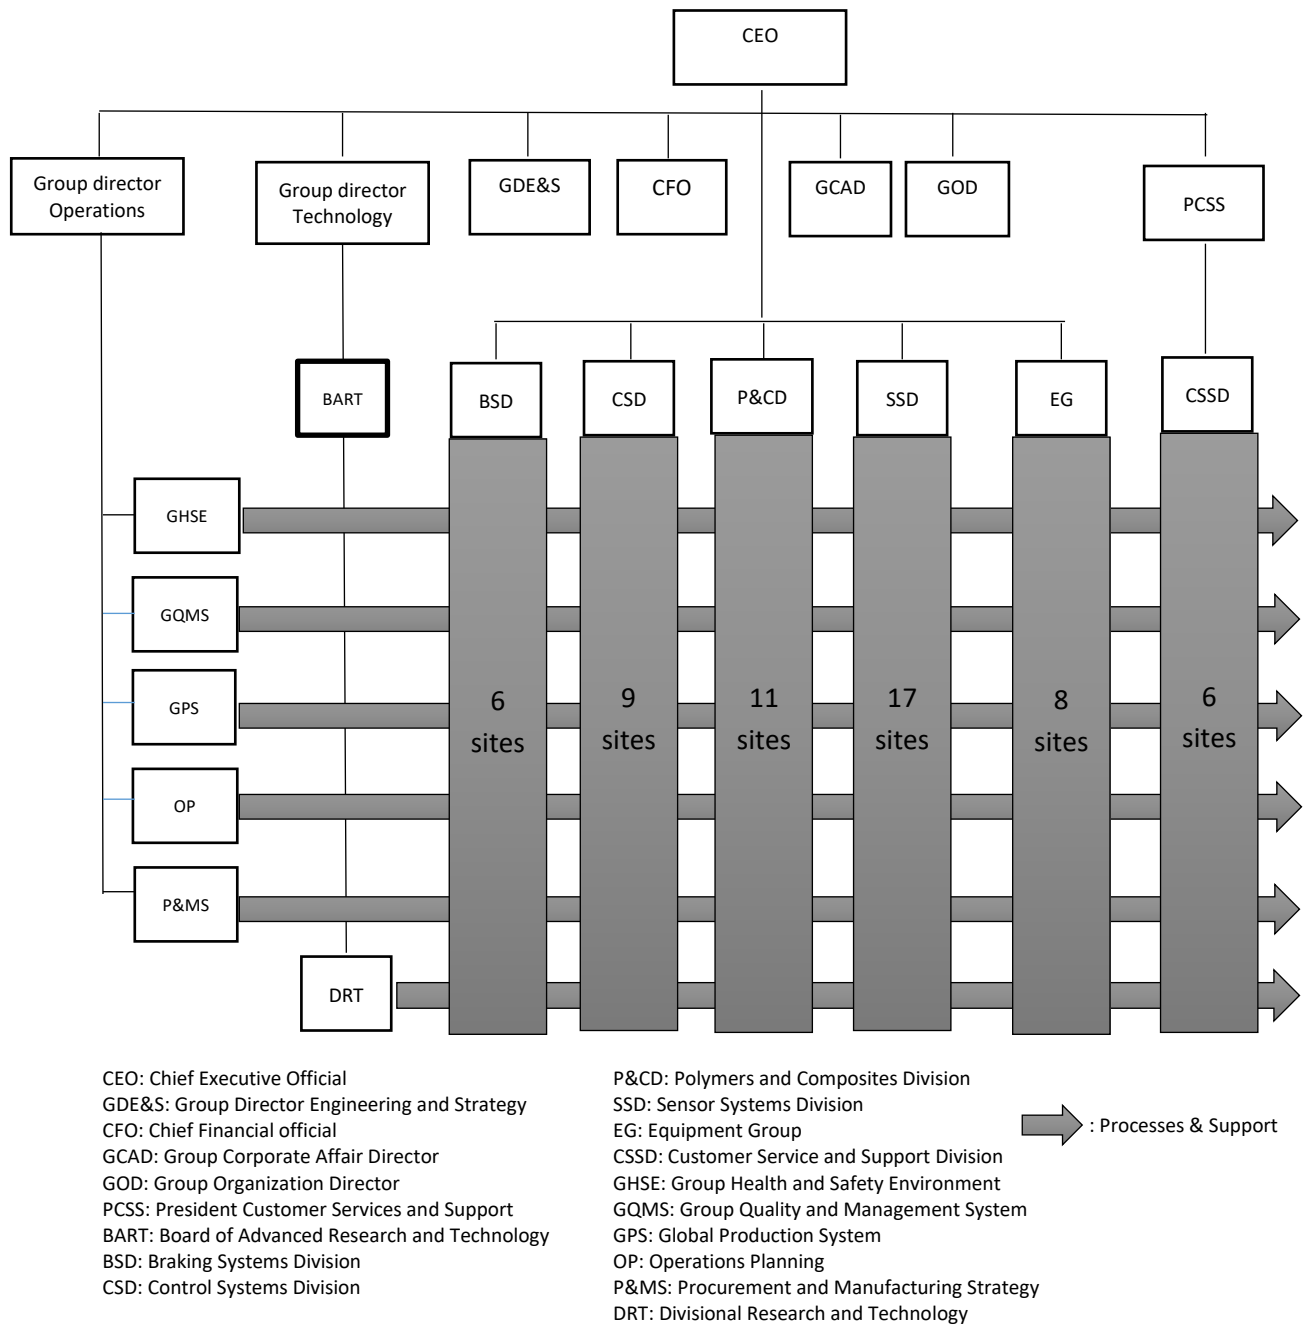 CEO
Group director
Operations
Group director
Technology
GDE&S
CFO
GCAD
GOD
PCSS
BART
BSD
CSD
P&CD
SSD
EG
CSSD
GHSE
GQMS
GPS
OP
P&MS
DRT
6
sites
9
sites
11
sites
17
sites
8
sites
6
sites
CEO: Chief Executive Official
GDE&S: Group Director Engineering and Strategy
CFO: Chief Financial official
GCAD: Group Corporate Affair Director
GOD: Group Organization Director
PCSS: President Customer Services and Support
BART: Board of Advanced Research and Technology
BSD: Braking Systems Division
CSD: Control Systems Division
P&CD: Polymers and Composites Division
SSD: Sensor Systems Division
EG: Equipment Group
CSSD: Customer Service and Support Division
GHSE: Group Health and Safety Environment
GQMS: Group Quality and Management System
GPS: Global Production System
OP: Operations Planning
P&MS: Procurement and Manufacturing Strategy
DRT: Divisional Research and Technology
: Processes & Support